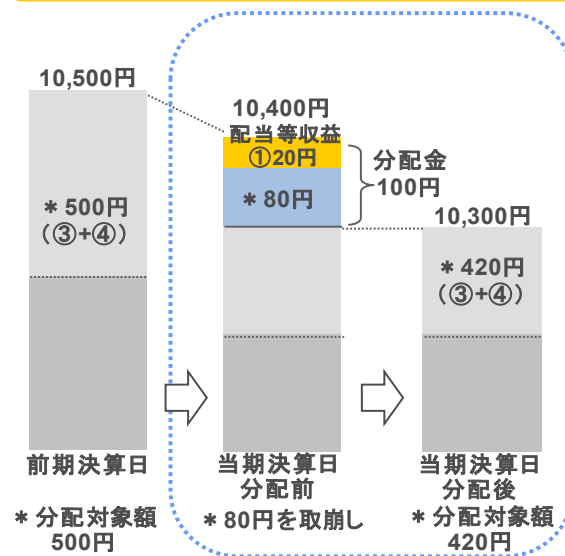 10,500円
＊500円
（③+④）
前期決算日
＊分配対象額
500円
10,400円
配当等収益
①20円
＊80円
分配金
100円
当期決算日
分配前
＊80円を取崩し
10,300円
＊420円
（③+④）
当期決算日
分配後
＊分配対象額
420円